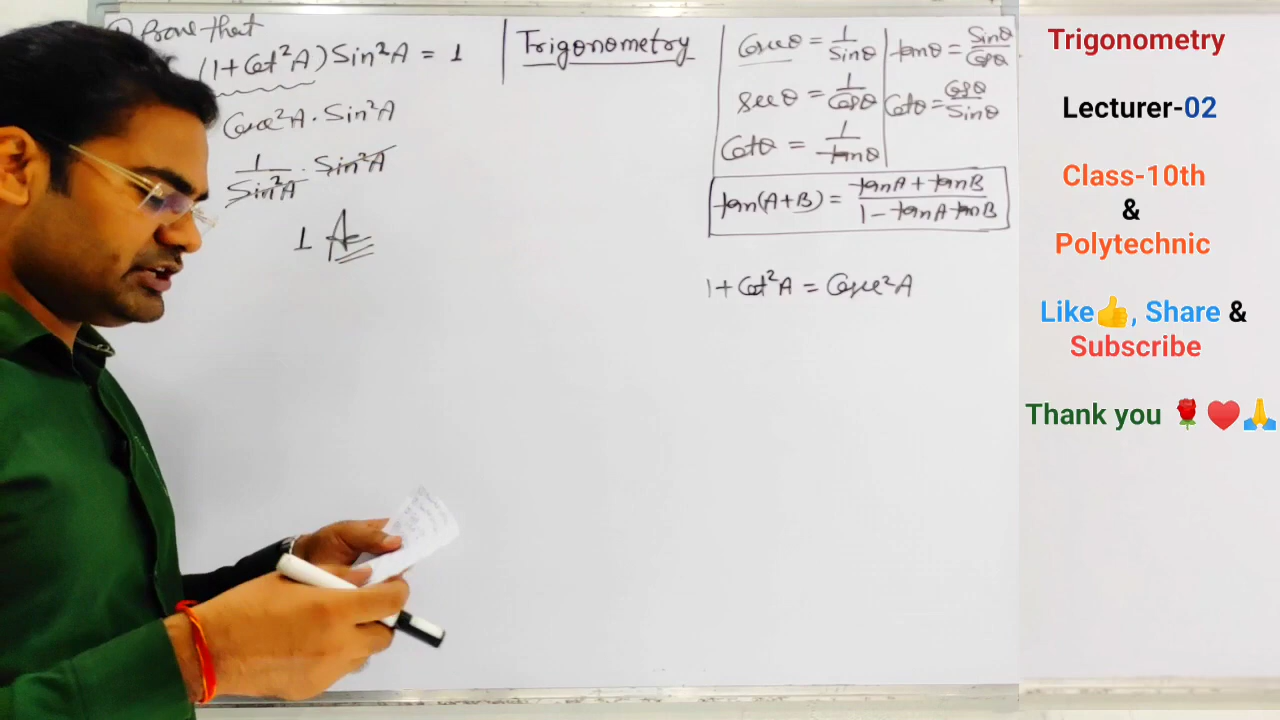 Prove that
(1+Cot²A) Sin²A = 1
Cosec²A · Sin²A
1/Sin²A · Sin²A
1 A
Trigonometry
Cosecθ = 1/Sinθ
secθ = 1/Cosθ
Cotθ = 1/tanθ
tanθ = Sinθ/Cosθ
Cotθ = Cosθ/Sinθ
tan(A+B) = tanA + tanB / 1 - tanA tanB
1+Cot²A = Cosec²A
Trigonometry
Lecturer-02
Class-10th
&
Polytechnic
Like👍, Share &
Subscribe
Thank you 🌹♥️🙏